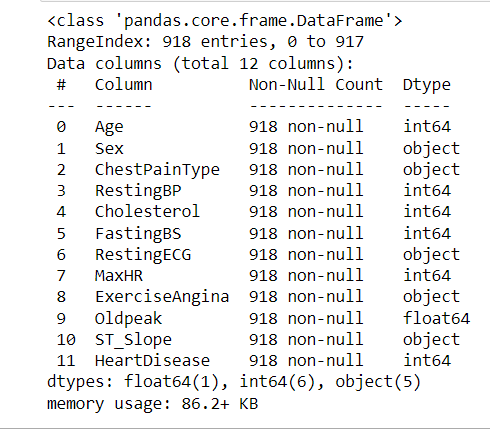 <class 'pandas.core.frame.DataFrame'>
RangeIndex: 918 entries, 0 to 917
Data columns (total 12 columns):
 #   Column          Non-Null Count  Dtype
---  ------          --------------  -----
 0   Age             918 non-null    int64
 1   Sex             918 non-null    object
 2   ChestPainType   918 non-null    object
 3   RestingBP       918 non-null    int64
 4   Cholesterol     918 non-null    int64
 5   FastingBS       918 non-null    int64
 6   RestingECG      918 non-null    object
 7   MaxHR           918 non-null    int64
 8   ExerciseAngina  918 non-null    object
 9   Oldpeak         918 non-null    float64
 10  ST_Slope        918 non-null    object
 11  HeartDisease    918 non-null    int64
dtypes: float64(1), int64(6), object(5)
memory usage: 86.2+ KB